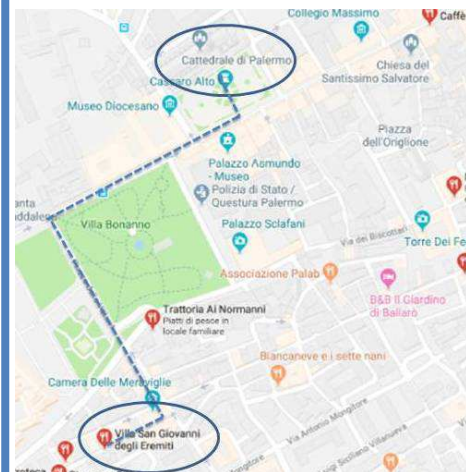 Collegio Massimo
Caffè
Cattedrale di Palermo
Cassaro Alto
Chiesa del
Santissimo Salvatore
Museo Diocesano
Piazza
dell'Origlione
Palazzo Asmundo
- Museo
Polizia di Stato /
Questura Palermo
anta
addalena
Villa Bonanno
Palazzo Sclafani
Via dei Biscottari
Torre Dei Fe
Associazione Palab
B&B Il Giardino
di Ballarò
Trattoria Ai Normanni
Piatti di pesce in
locale familiare
Biancaneve e i sette nani
Camera Delle Meraviglie
Villa San Giovanni
degli Eremiti
Via Antonio Mongitore